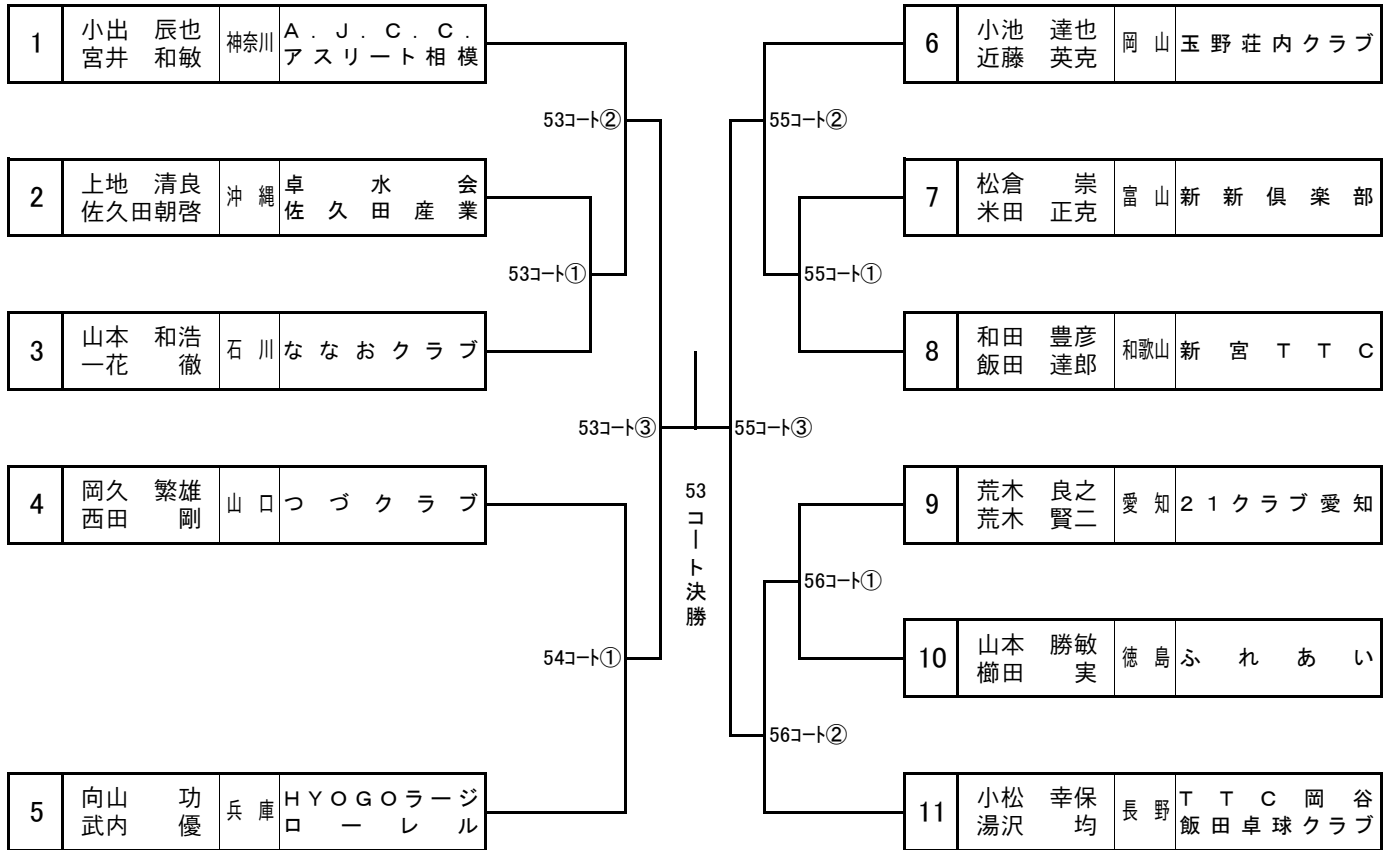 1
小出 辰也
宮井 和敏
神奈川
A.J.C.C.
アスリート相模
53コート②
2
上地 清良
佐久田朝啓
沖縄
卓水会
佐久田産業
53コート①
3
山本 和浩
一花 徹
石川
ななおクラブ
53コート③
4
岡久 繁雄
西田 剛
山口
つづクラブ
54コート①
5
向山 功
武内 優
兵庫
HYOGOラージ
ローレル
53コート決勝
6
小池 達也
近藤 英克
岡山
玉野荘内クラブ
55コート②
7
松倉 崇
米田 正克
富山
新新倶楽部
55コート①
8
和田 豊彦
飯田 達郎
和歌山
新宮TTC
55コート③
9
荒木 良之
荒木 賢二
愛知
21クラブ愛知
56コート①
10
山本 勝敏
櫛田 実
徳島
ふれあい
56コート②
11
小松 幸保
湯沢 均
長野
TTC岡谷
飯田卓球クラブ